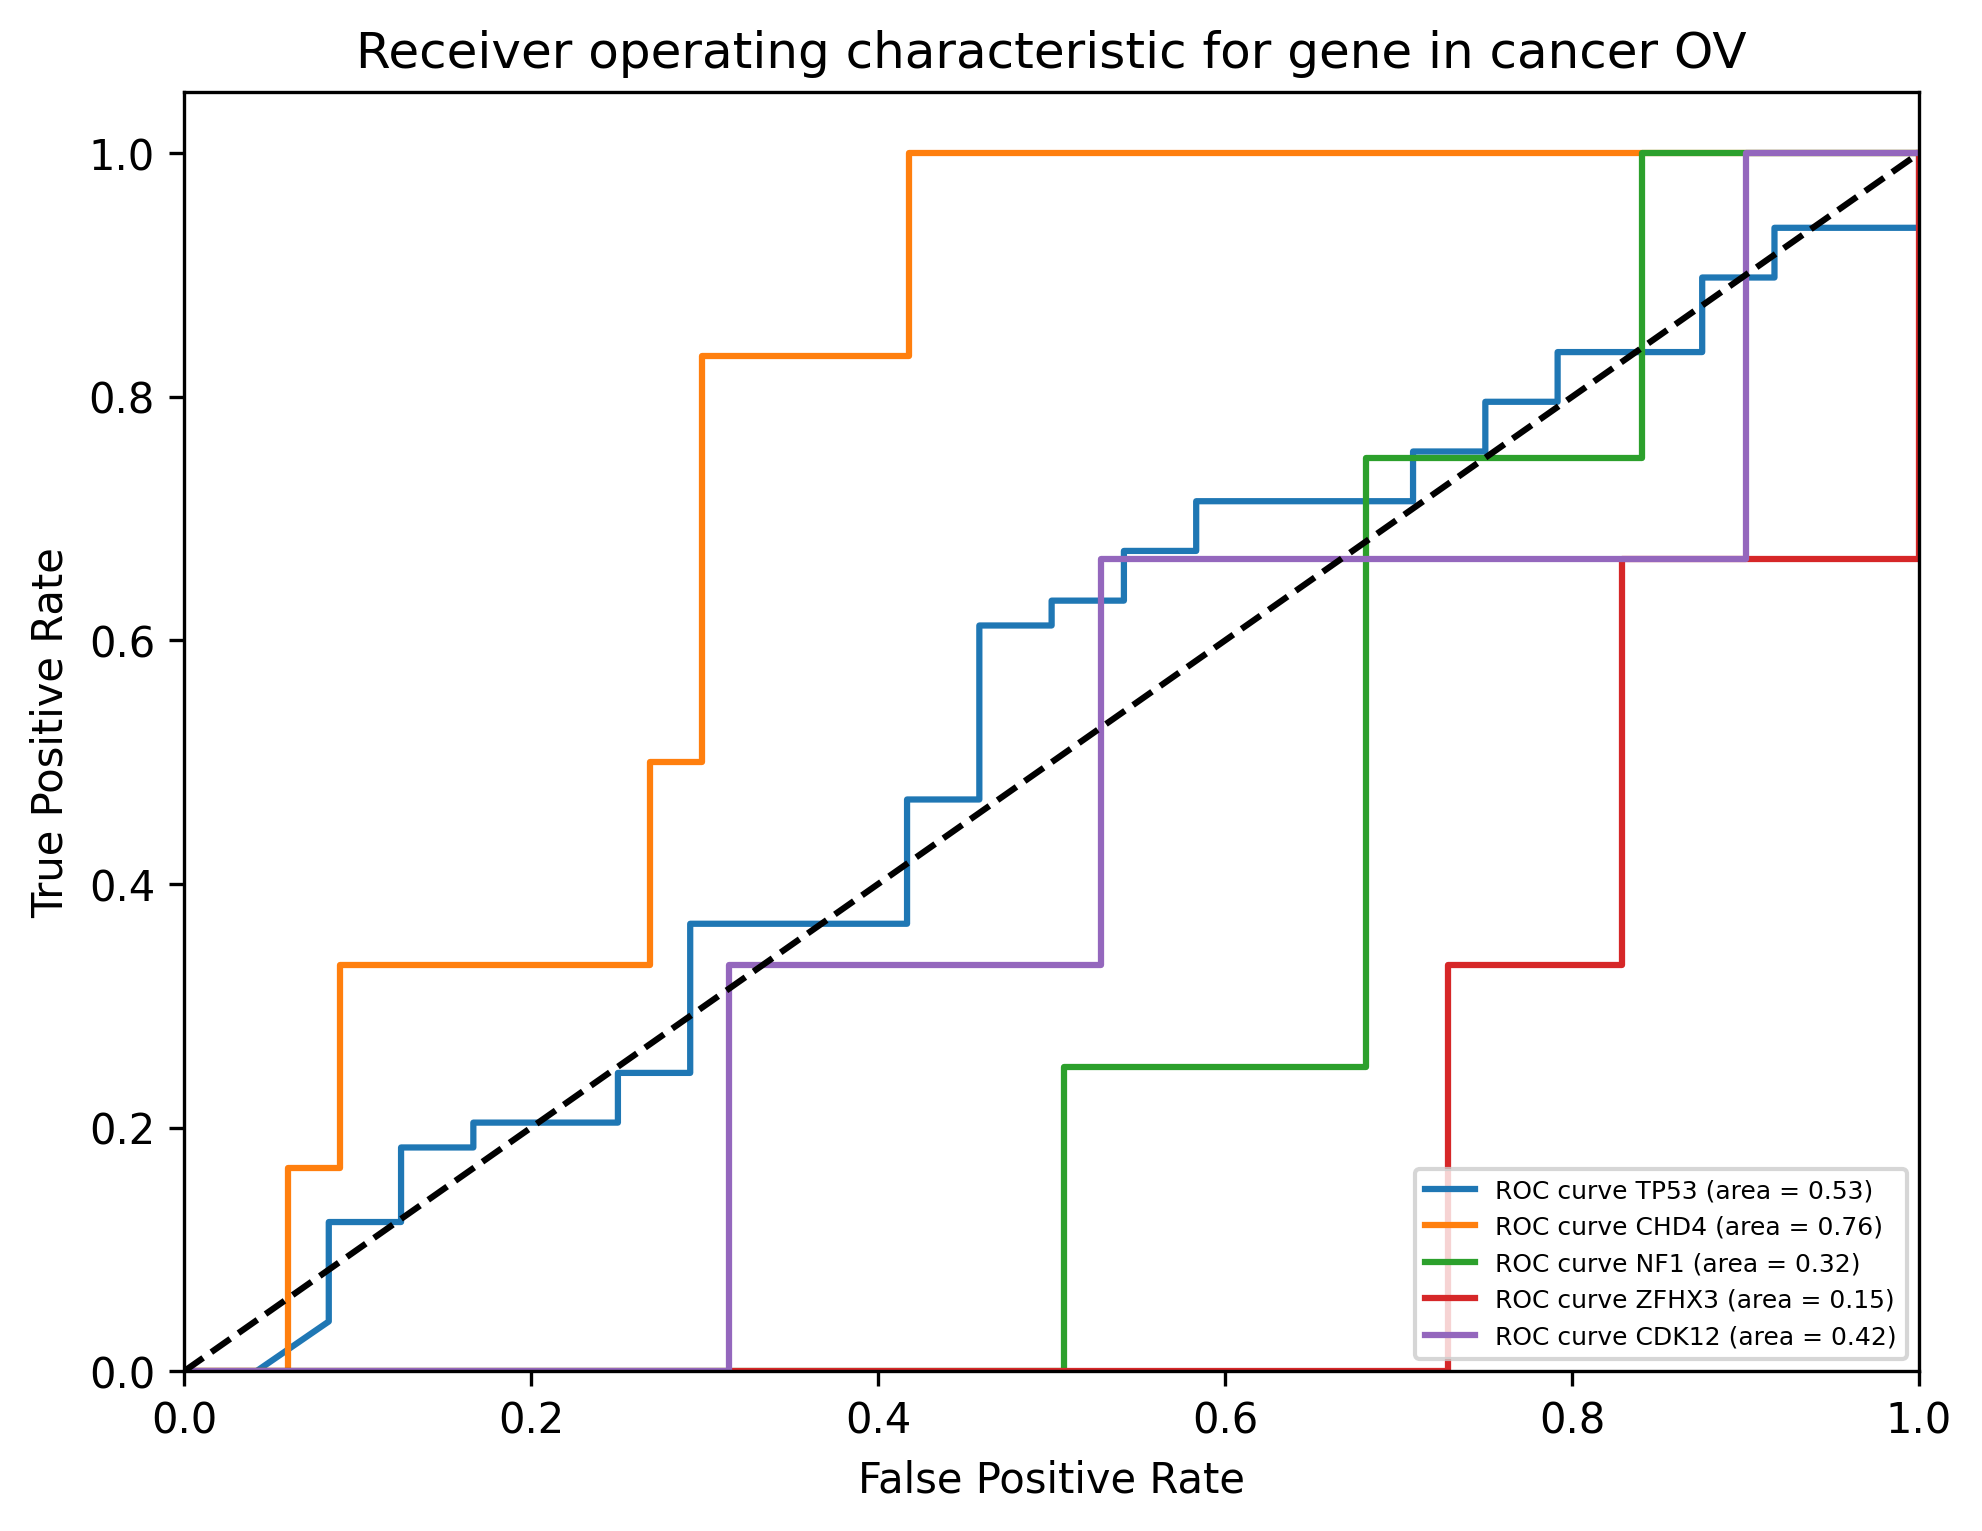 Receiver operating characteristic for gene in cancer OV
True Positive Rate
1.0
0.8
0.6
0.4
0.2
0.0
ROC curve TP53 (area = 0.53)
ROC curve CHD4 (area = 0.76)
ROC curve NF1 (area = 0.32)
ROC curve ZFHX3 (area = 0.15)
ROC curve CDK12 (area = 0.42)
0.0 0.2 0.4 0.6 0.8 1.0
False Positive Rate